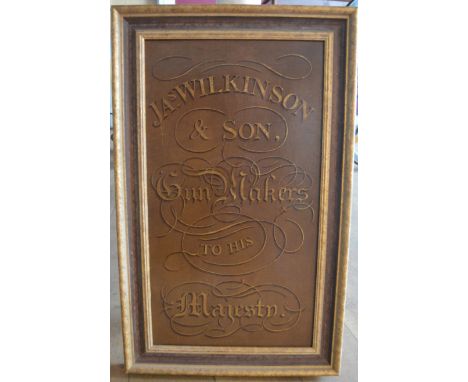 JAS WILKINSON
& SON,
Gun Makers
TO HIS
Majesty.